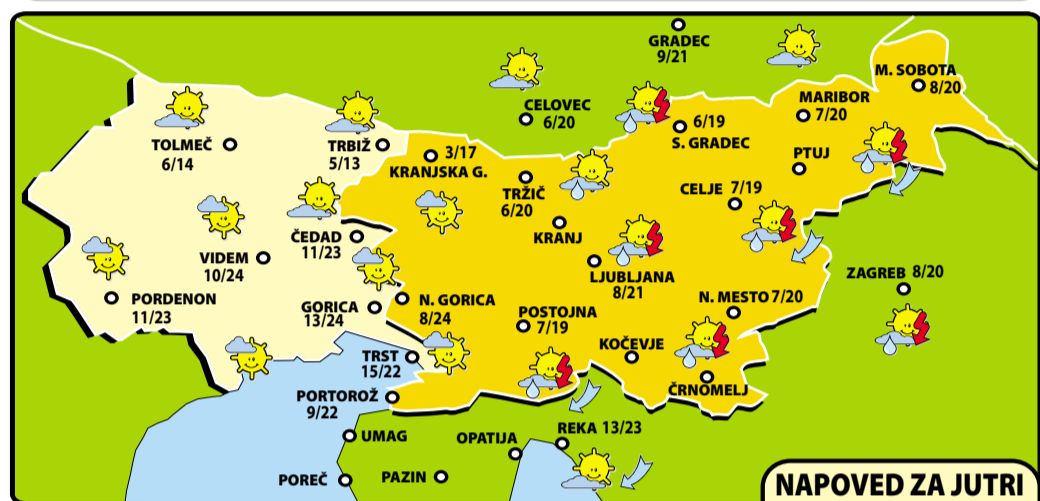 GRADEC
9/21
M. SOBOTA
8/20
CELOVEC
6/20
MARIBOR
7/20
6/19
S. GRADEC
TOLMEČ
6/14
TRBIŽ
5/13
3/17
KRANJSKA G.
PTUJ
TRŽIČ
6/20
CELJE 7/19
KRANJ
ČEDAD
11/23
VIDEM
10/24
LJUBLJANA
8/21
ZAGREB 8/20
PORDENON
11/23
GORICA
13/24
N. GORICA
8/24
POSTOJNA
7/19
N. MESTO 7/20
KOČEVJE
TRST
15/22
ČRNOMELJ
PORTOROŽ
9/22
UMAG
OPATIJA
REKA 13/23
POREČ
PAZIN
NAPOVED ZA JUTRI